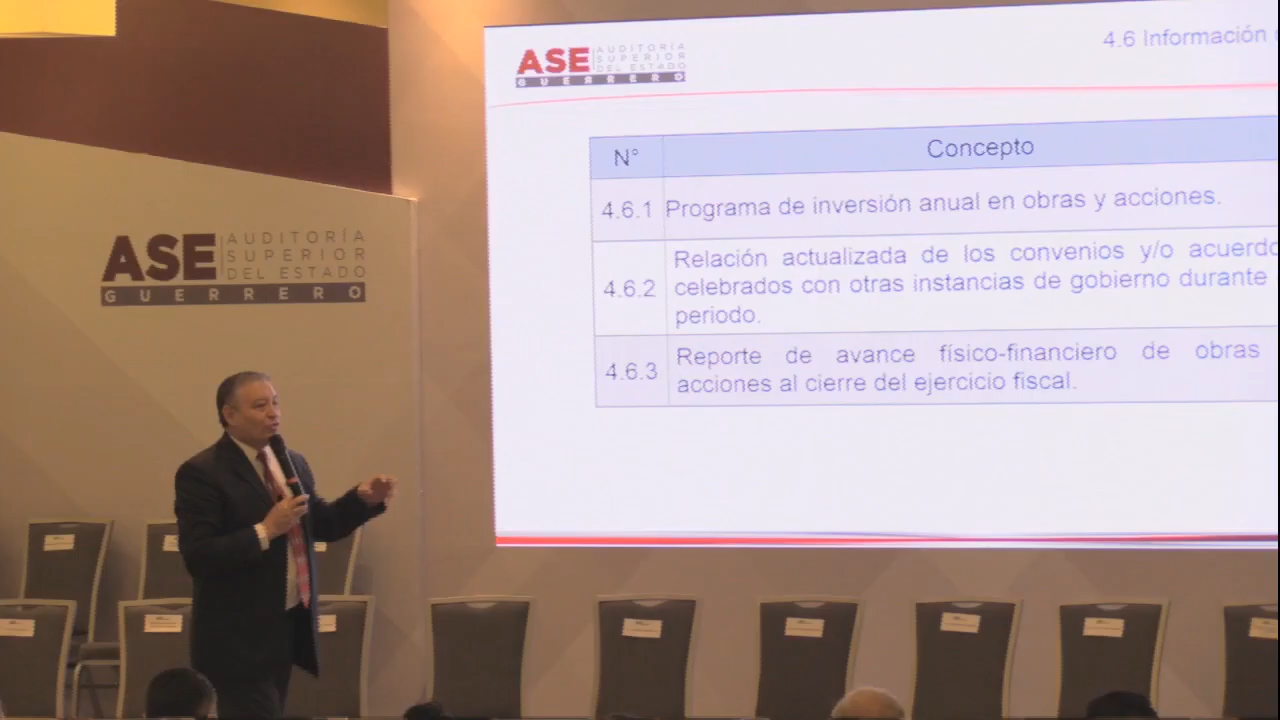 ASE AUDITORÍA
SUPERIOR
DEL ESTADO
GUERRERO
4.6 Información
N° Concepto
4.6.1 Programa de inversión anual en obras y acciones.
4.6.2 Relación actualizada de los convenios y/o acuerdo
celebrados con otras instancias de gobierno durante
periodo.
4.6.3 Reporte de avance físico-financiero de obras
acciones al cierre del ejercicio fiscal.
ASE AUDITORÍA
SUPERIOR
DEL ESTADO
GUERRERO